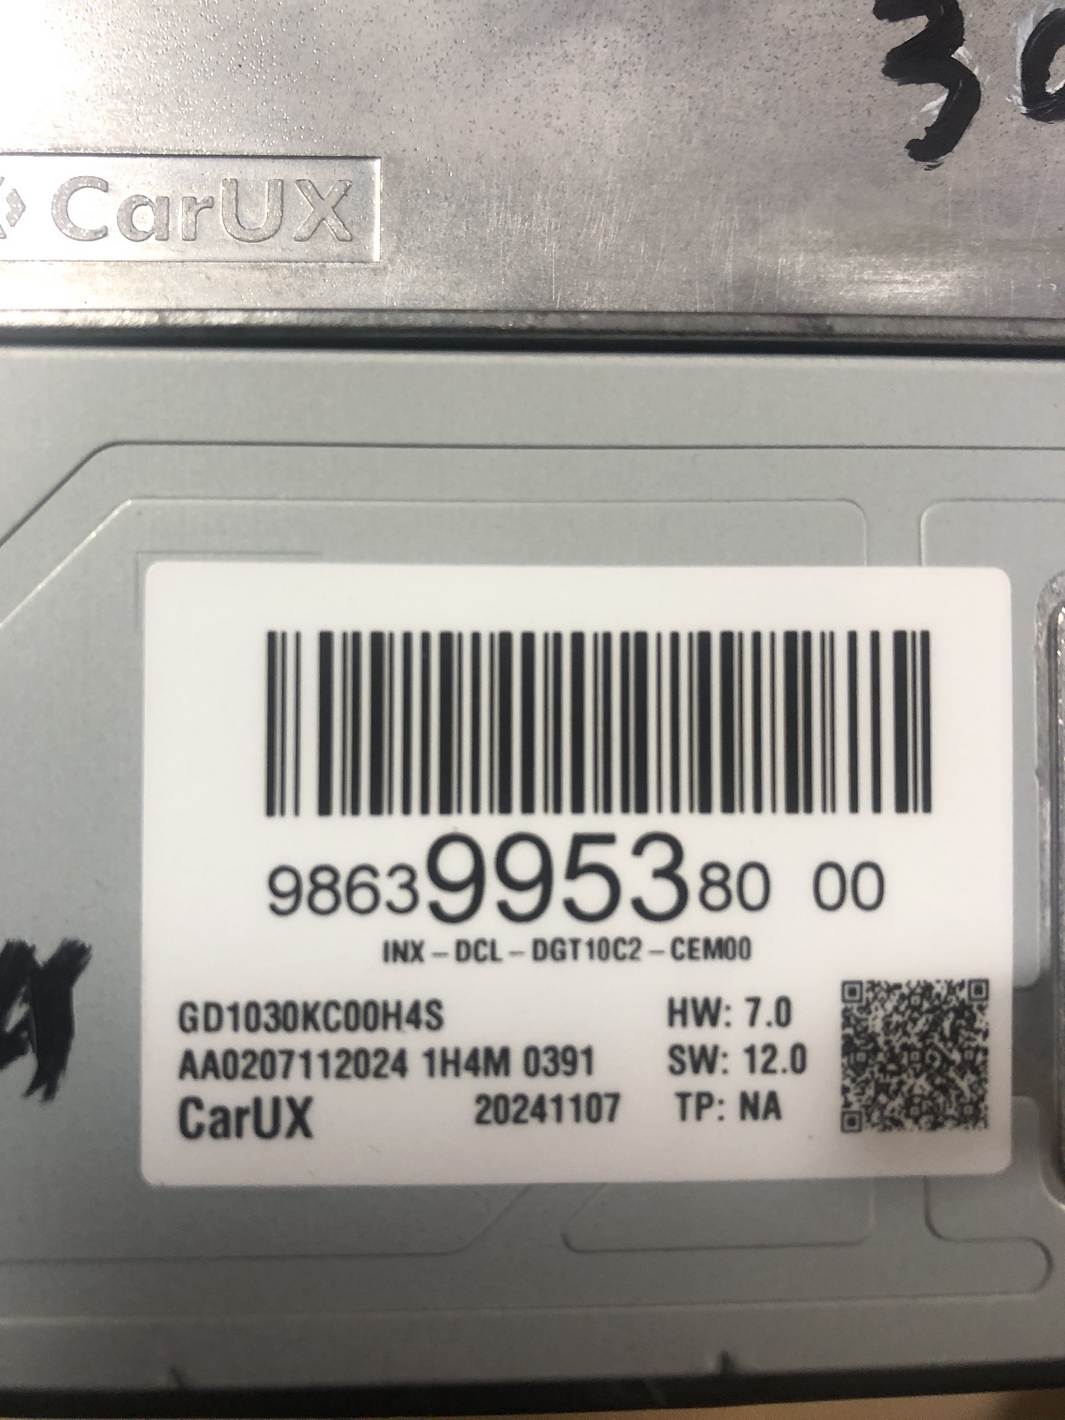 30
CarUX
9863995380 00
INX-DCL-DGT10C2-CEM00
GD1030KC00H4S HW: 7.0
AA0207112024 1H4M 0391 SW: 12.0
CarUX 20241107 TP: NA